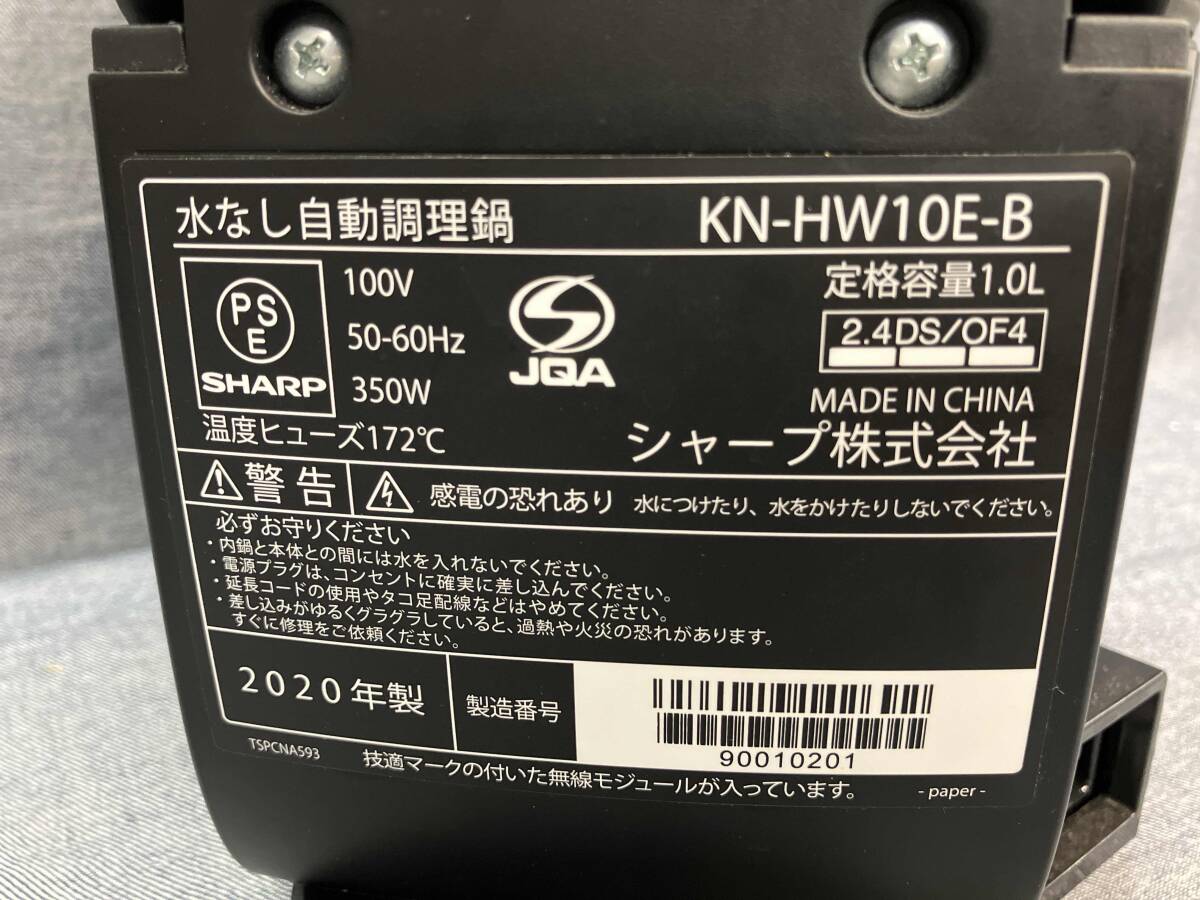 水なし自動調理鍋 KN-HW10E-B
PS
E
SHARP
100V
50-60Hz
350W
温度ヒューズ172℃
JQA
定格容量1.0L
2.4DS/OF4
MADE IN CHINA
シャープ株式会社
警告 感電の恐れあり 水につけたり、水をかけたりしないでください。
必ずお守りください
・内鍋と本体との間には水を入れないでください。
・電源プラグは、コンセントに確実に差し込んでください。
・延長コードの使用やタコ足配線などはやめてください。
・差し込みがゆるくグラグラしていると、過熱や火災の恐れがあります。
すぐに修理をご依頼ください。
2020年製 製造番号
90010201
TSPCNA593 技適マークの付いた無線モジュールが入っています。 - paper -